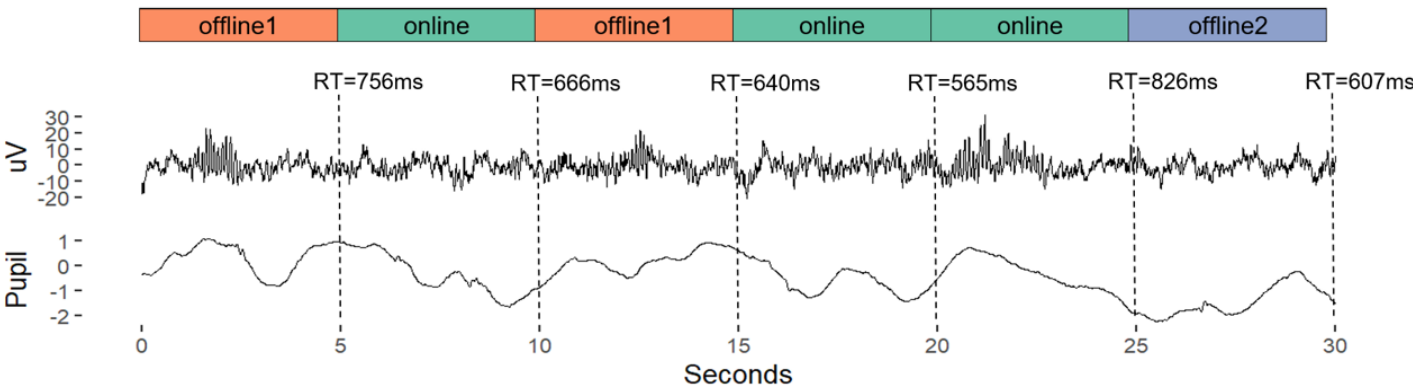 offline1 online offline1 online online offline2
RT=756ms RT=666ms RT=640ms RT=565ms RT=826ms RT=607ms
uV
30
20
10
0
-10
-20
Pupil
1
0
-1
-2
0 5 10 15 20 25 30
Seconds